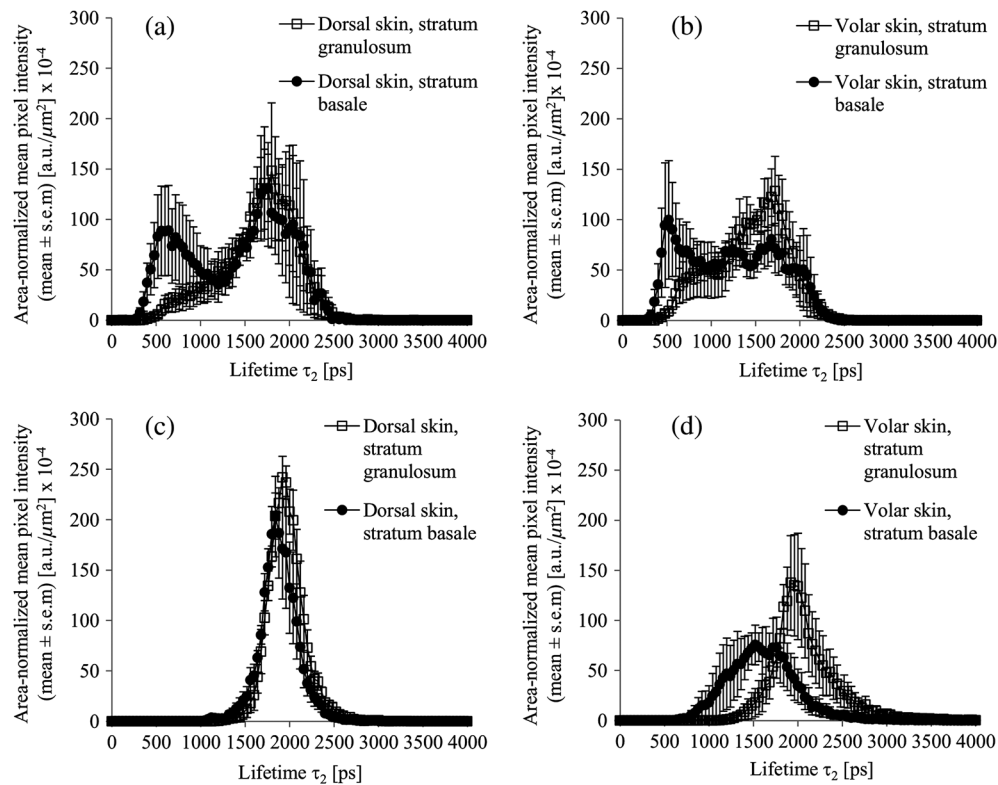 (a)
Dorsal skin, stratum
granulosum
Dorsal skin, stratum
basale
Area-normalized mean pixel intensity
(mean ± s.e.m) [a.u./µm²] x 10⁻⁴
300
250
200
150
100
50
0
0 500 1000 1500 2000 2500 3000 3500 4000
Lifetime τ₂ [ps]
(b)
Volar skin, stratum
granulosum
Volar skin, stratum
basale
Area-normalized mean pixel intensity
(mean ± s.e.m) [a.u./µm²]x 10⁻⁴
300
250
200
150
100
50
0
0 500 1000 1500 2000 2500 3000 3500 4000
Lifetime τ₂ [ps]
(c)
Dorsal skin,
stratum
granulosum
Dorsal skin,
stratum basale
Area-normalized mean pixel intensity
(mean ± s.e.m) [a.u./µm²] x 10⁻⁴
300
250
200
150
100
50
0
0 500 1000 1500 2000 2500 3000 3500 4000
Lifetime τ₂ [ps]
(d)
Volar skin,
stratum
granulosum
Volar skin,
stratum basale
Area-normalized mean pixel intensity
(mean ± s.e.m) [a.u./µm²] x 10⁻⁴
300
250
200
150
100
50
0
0 500 1000 1500 2000 2500 3000 3500 4000
Lifetime τ₂ [ps]